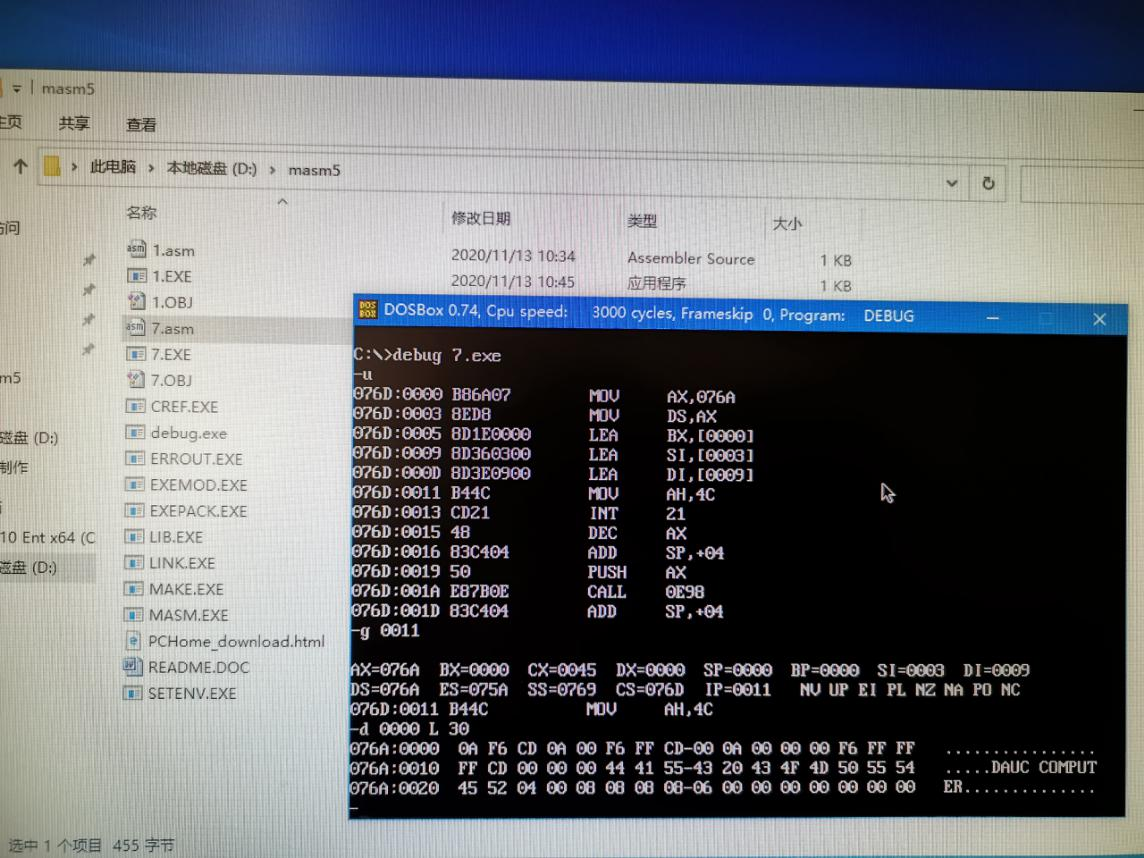 masm5
主页 共享 查看
此电脑 › 本地磁盘 (D:) › masm5
名称 修改日期 类型 大小
访问
1.asm 2020/11/13 10:34 Assembler Source 1 KB
1.EXE 2020/11/13 10:45 应用程序 1 KB
1.OBJ
7.asm
7.EXE
7.OBJ
CREF.EXE
debug.exe
ERROUT.EXE
EXEMOD.EXE
EXEPACK.EXE
LIB.EXE
LINK.EXE
MAKE.EXE
MASM.EXE
PCHome_download.html
README.DOC
SETENV.EXE
m5
磁盘 (D:)
制作
10 Ent x64 (C
磁盘 (D:)
选中 1 个项目 455 字节
DOSBox 0.74, Cpu speed: 3000 cycles, Frameskip 0, Program: DEBUG
C:\>debug 7.exe
-u
076D:0000 B86A07 MOV AX,076A
076D:0003 8ED8 MOV DS,AX
076D:0005 8D1E0000 LEA BX,[0000]
076D:0009 8D360300 LEA SI,[0003]
076D:000D 8D3E0900 LEA DI,[0009]
076D:0011 B44C MOV AH,4C
076D:0013 CD21 INT 21
076D:0015 48 DEC AX
076D:0016 83C404 ADD SP,+04
076D:0019 50 PUSH AX
076D:001A E87B0E CALL 0E98
076D:001D 83C404 ADD SP,+04
-g 0011
AX=076A BX=0000 CX=0045 DX=0000 SP=0000 BP=0000 SI=0003 DI=0009
DS=076A ES=075A SS=0769 CS=076D IP=0011 NV UP EI PL NZ NA PO NC
076D:0011 B44C MOV AH,4C
-d 0000 L 30
076A:0000 0A F6 CD 0A 00 F6 FF CD-00 0A 00 00 00 F6 FF FF ................
076A:0010 FF CD 00 00 00 44 41 55-43 20 43 4F 4D 50 55 54 .....DAUC COMPUT
076A:0020 45 52 04 00 08 08 08 08-06 00 00 00 00 00 00 00 ER..............
-